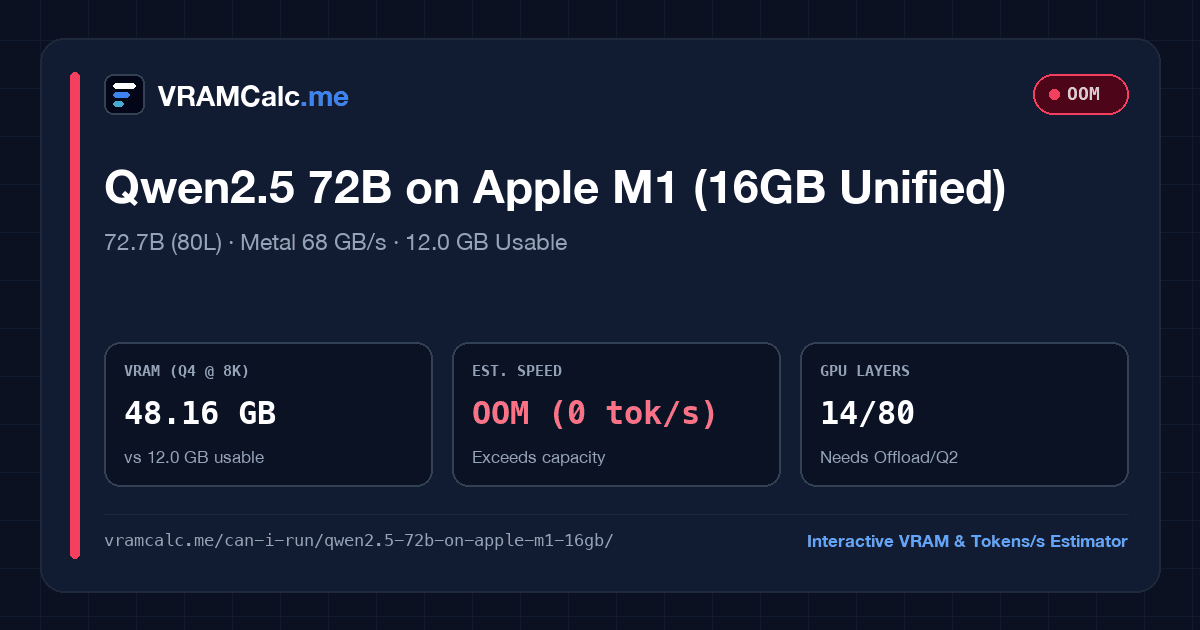 VRAMCalc.me
OOM
Qwen2.5 72B on Apple M1 (16GB Unified)
72.7B (80L) · Metal 68 GB/s · 12.0 GB Usable
VRAM (Q4 @ 8K)
48.16 GB
vs 12.0 GB usable
EST. SPEED
OOM (0 tok/s)
Exceeds capacity
GPU LAYERS
14/80
Needs Offload/Q2
vramcalc.me/can-i-run/qwen2.5-72b-on-apple-m1-16gb/
Interactive VRAM & Tokens/s Estimator